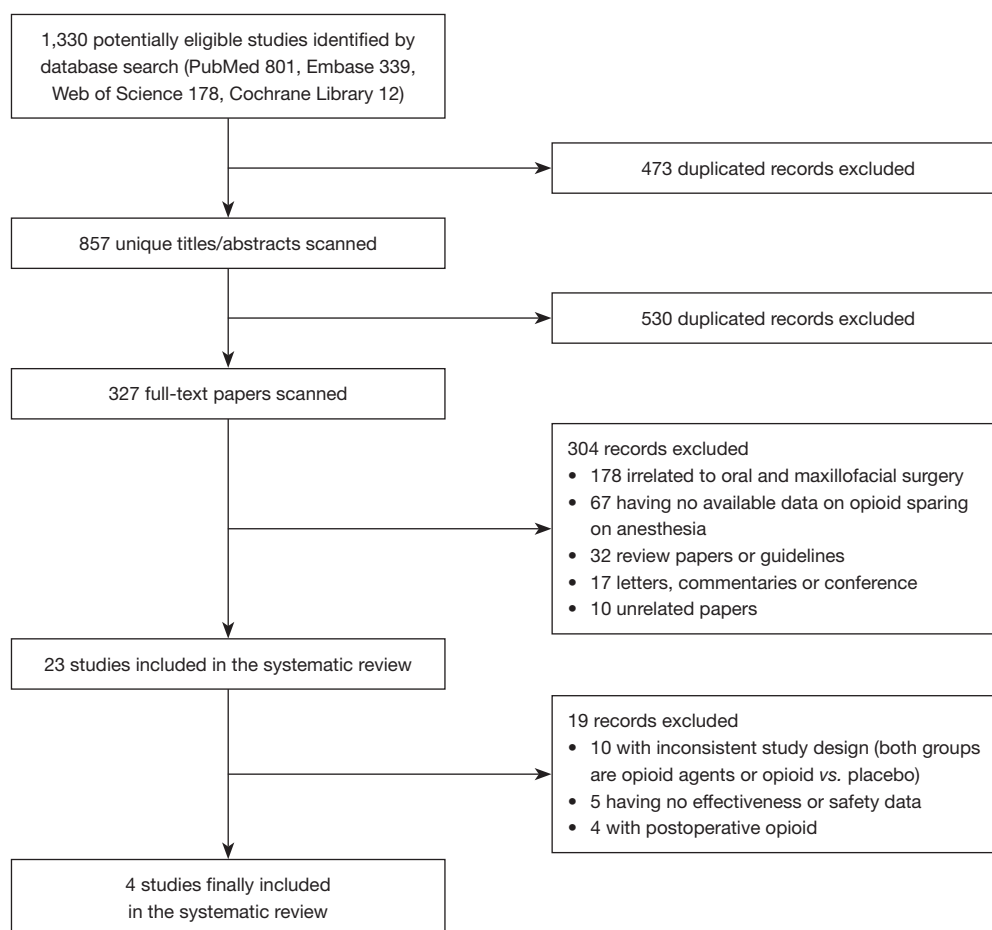 1,330 potentially eligible studies identified by
database search (PubMed 801, Embase 339,
Web of Science 178, Cochrane Library 12)
473 duplicated records excluded
857 unique titles/abstracts scanned
530 duplicated records excluded
327 full-text papers scanned
304 records excluded
• 178 irrelated to oral and maxillofacial surgery
• 67 having no available data on opioid sparing
on anesthesia
• 32 review papers or guidelines
• 17 letters, commentaries or conference
• 10 unrelated papers
23 studies included in the systematic review
19 records excluded
• 10 with inconsistent study design (both groups
are opioid agents or opioid vs. placebo)
• 5 having no effectiveness or safety data
• 4 with postoperative opioid
4 studies finally included
in the systematic review